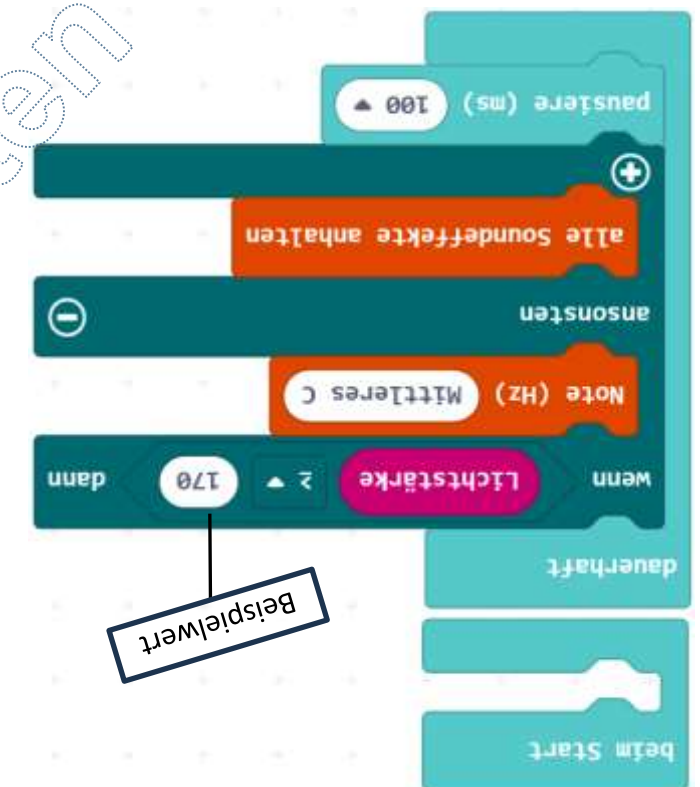 beim Start
dauerhaft
Beispielwert
wenn Lichtstärke ≥ 170 dann
Note (Hz) Mittleres C
ansonsten
alle Soundeffekte anhalten
pausiere (ms) 100